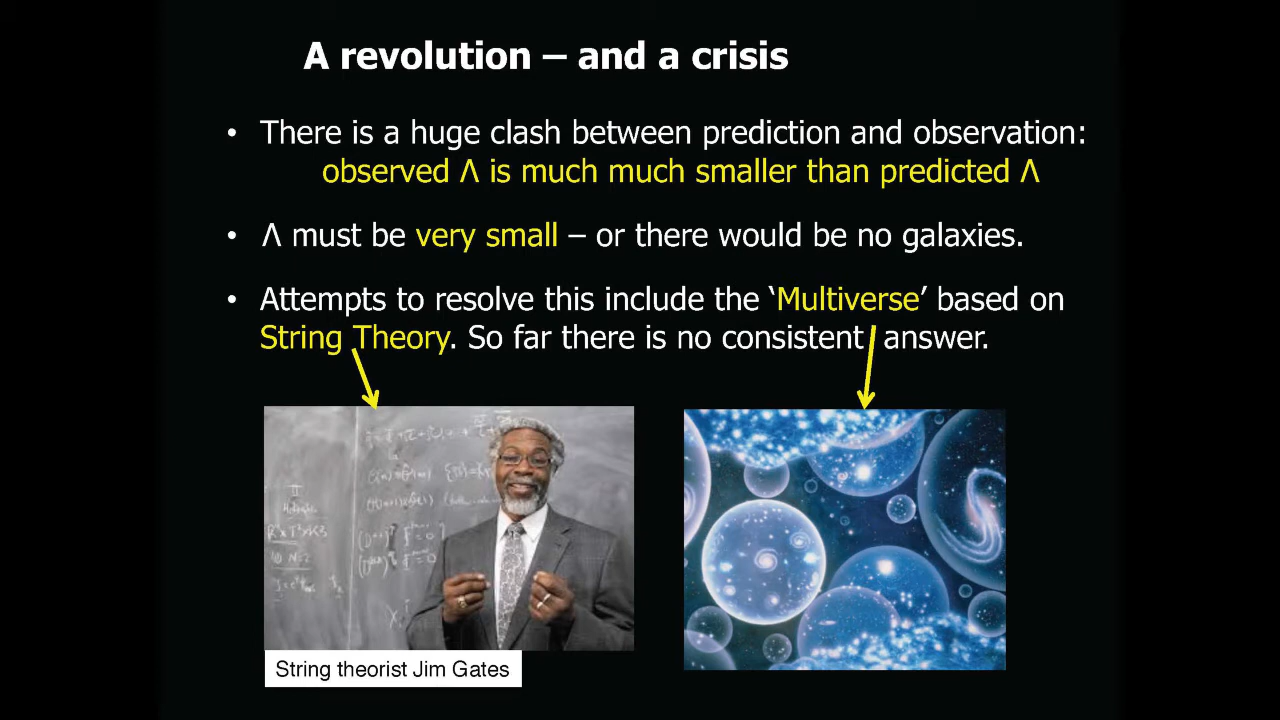 A revolution – and a crisis
• There is a huge clash between prediction and observation:
observed Λ is much much smaller than predicted Λ
• Λ must be very small – or there would be no galaxies.
• Attempts to resolve this include the ‘Multiverse’ based on
String Theory. So far there is no consistent answer.
String theorist Jim Gates